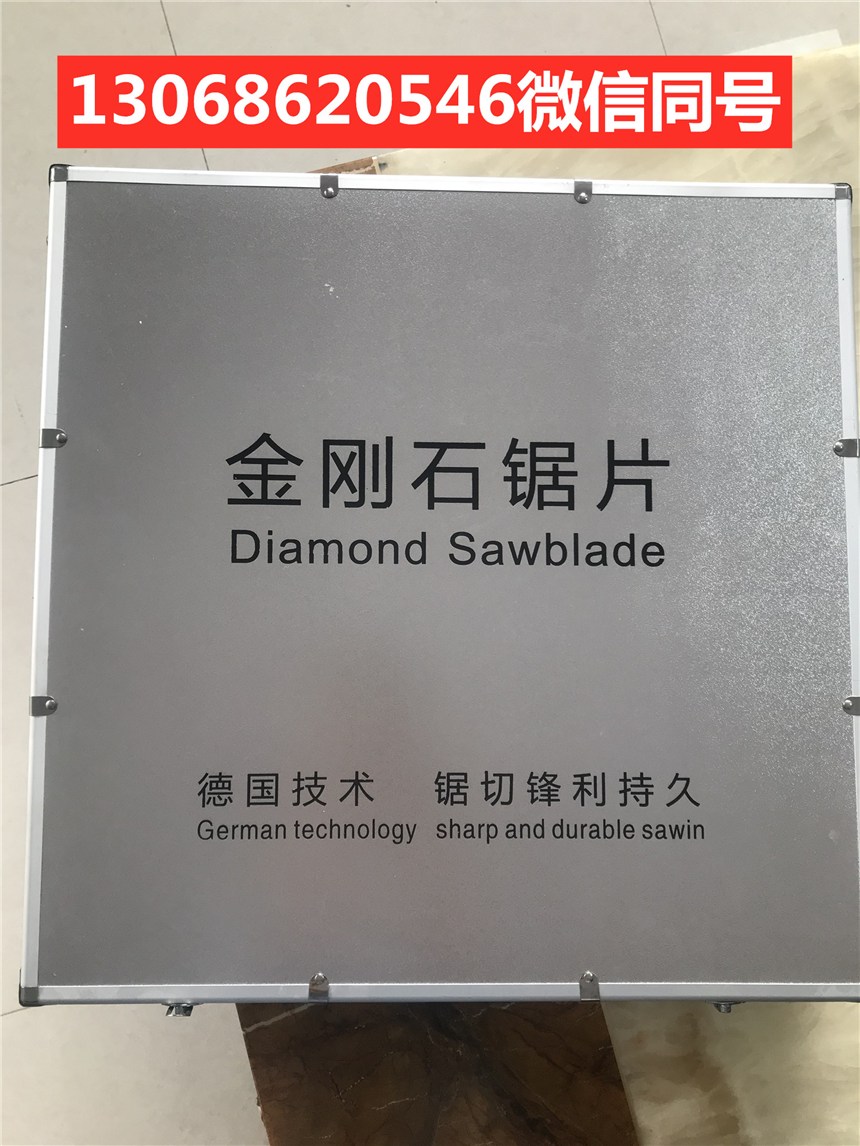 13068620546微信同号
金刚石锯片
Diamond Sawblade
德国技术 锯切锋利持久
German technology sharp and durable sawin